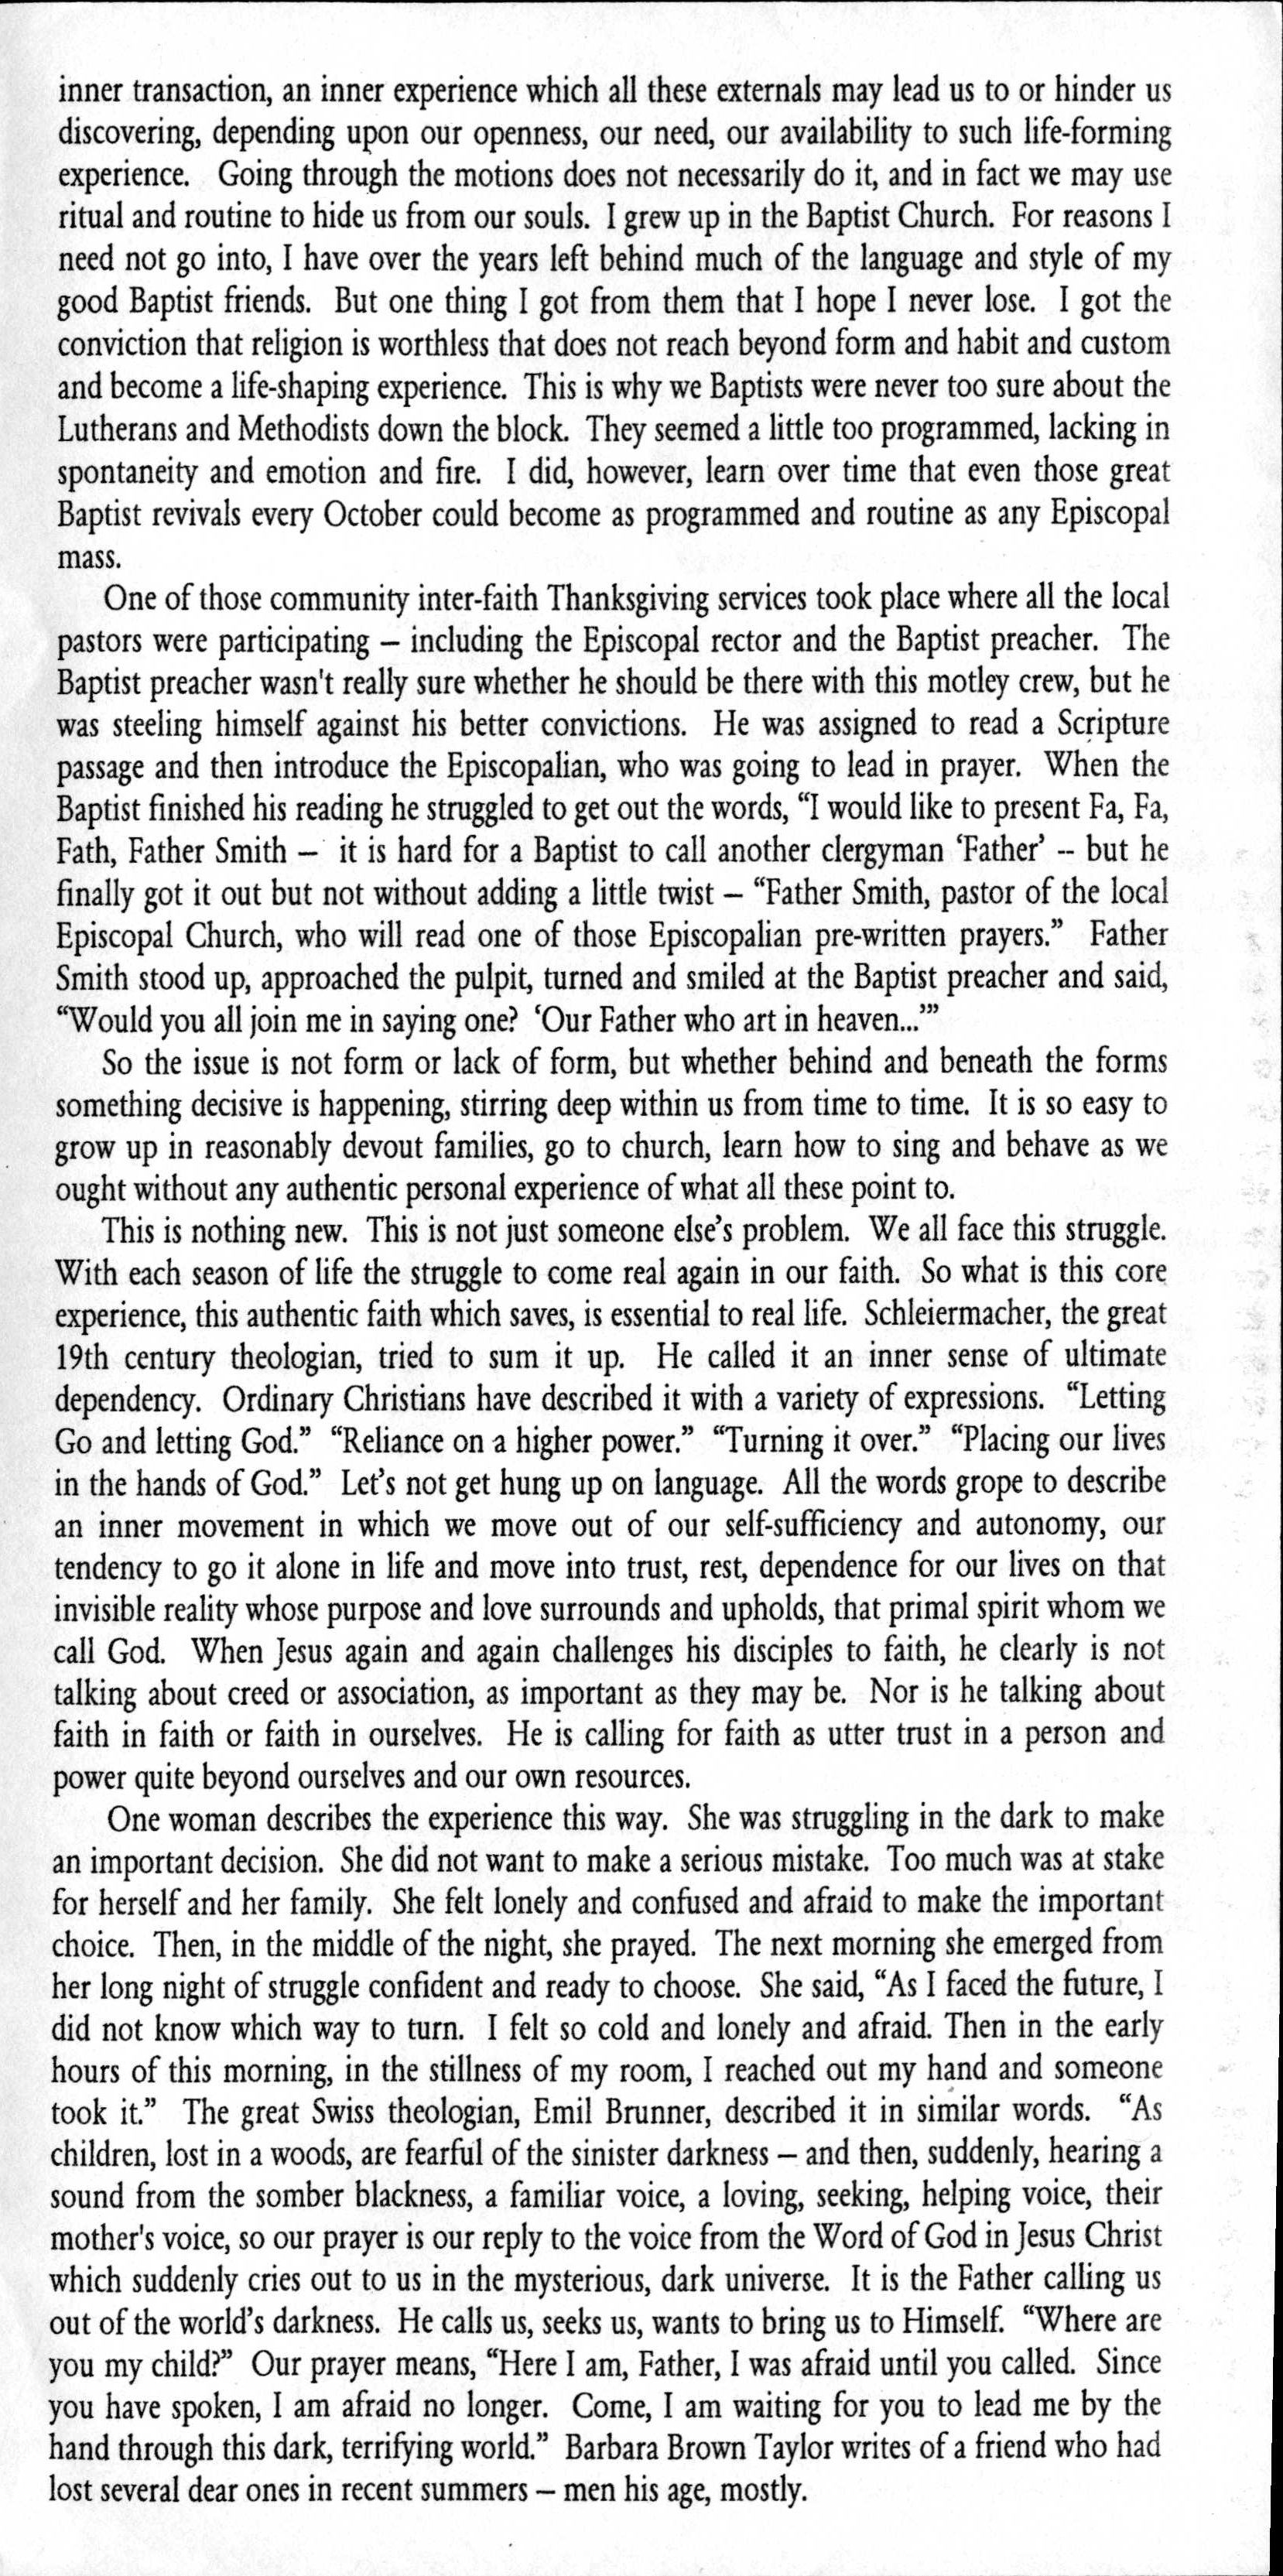 inner transaction, an inner experience which all these externals may lead us to or hinder us
discovering, depending upon our openness, our need, our availability to such life-forming
experience. Going through the motions does not necessarily do it, and in fact we may use
ritual and routine to hide us from our souls. I grew up in the Baptist Church. For reasons I
need not go into, I have over the years left behind much of the language and style of my
good Baptist friends. But one thing I got from them that I hope I never lose. I got the
conviction that religion is worthless that does not reach beyond form and habit and custom
and become a life-shaping experience. This is why we Baptists were never too sure about the
Lutherans and Methodists down the block. They seemed a little too programmed, lacking in
spontaneity and emotion and fire. I did, however, learn over time that even those great
Baptist revivals every October could become as programmed and routine as any Episcopal
mass.
One of those community inter-faith Thanksgiving services took place where all the local
pastors were participating – including the Episcopal rector and the Baptist preacher. The
Baptist preacher wasn't really sure whether he should be there with this motley crew, but he
was steeling himself against his better convictions. He was assigned to read a Scripture
passage and then introduce the Episcopalian, who was going to lead in prayer. When the
Baptist finished his reading he struggled to get out the words, “I would like to present Fa, Fa,
Fath, Father Smith – it is hard for a Baptist to call another clergyman ‘Father’ -- but he
finally got it out but not without adding a little twist – “Father Smith, pastor of the local
Episcopal Church, who will read one of those Episcopalian pre-written prayers.” Father
Smith stood up, approached the pulpit, turned and smiled at the Baptist preacher and said,
“Would you all join me in saying one? ‘Our Father who art in heaven...’”
So the issue is not form or lack of form, but whether behind and beneath the forms
something decisive is happening, stirring deep within us from time to time. It is so easy to
grow up in reasonably devout families, go to church, learn how to sing and behave as we
ought without any authentic personal experience of what all these point to.
This is nothing new. This is not just someone else’s problem. We all face this struggle.
With each season of life the struggle to come real again in our faith. So what is this core
experience, this authentic faith which saves, is essential to real life. Schleiermacher, the great
19th century theologian, tried to sum it up. He called it an inner sense of ultimate
dependency. Ordinary Christians have described it with a variety of expressions. “Letting
Go and letting God.” “Reliance on a higher power.” “Turning it over.” “Placing our lives
in the hands of God.” Let’s not get hung up on language. All the words grope to describe
an inner movement in which we move out of our self-sufficiency and autonomy, our
tendency to go it alone in life and move into trust, rest, dependence for our lives on that
invisible reality whose purpose and love surrounds and upholds, that primal spirit whom we
call God. When Jesus again and again challenges his disciples to faith, he clearly is not
talking about creed or association, as important as they may be. Nor is he talking about
faith in faith or faith in ourselves. He is calling for faith as utter trust in a person and
power quite beyond ourselves and our own resources.
One woman describes the experience this way. She was struggling in the dark to make
an important decision. She did not want to make a serious mistake. Too much was at stake
for herself and her family. She felt lonely and confused and afraid to make the important
choice. Then, in the middle of the night, she prayed. The next morning she emerged from
her long night of struggle confident and ready to choose. She said, “As I faced the future, I
did not know which way to turn. I felt so cold and lonely and afraid. Then in the early
hours of this morning, in the stillness of my room, I reached out my hand and someone
took it.” The great Swiss theologian, Emil Brunner, described it in similar words. “As
children, lost in a woods, are fearful of the sinister darkness – and then, suddenly, hearing a
sound from the somber blackness, a familiar voice, a loving, seeking, helping voice, their
mother's voice, so our prayer is our reply to the voice from the Word of God in Jesus Christ
which suddenly cries out to us in the mysterious, dark universe. It is the Father calling us
out of the world’s darkness. He calls us, seeks us, wants to bring us to Himself. “Where are
you my child?” Our prayer means, “Here I am, Father, I was afraid until you called. Since
you have spoken, I am afraid no longer. Come, I am waiting for you to lead me by the
hand through this dark, terrifying world.” Barbara Brown Taylor writes of a friend who had
lost several dear ones in recent summers – men his age, mostly.